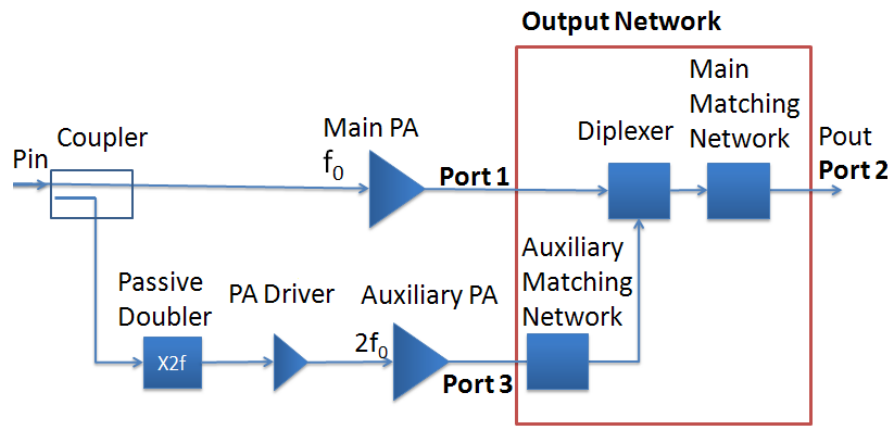 Output Network
Main
Matching
Network
Diplexer
Main PA
f₀
Coupler
Pin
Port 1
Pout
Port 2
Auxiliary
Matching
Network
Passive
Doubler
PA Driver
Auxiliary PA
X2f
2f₀
Port 3